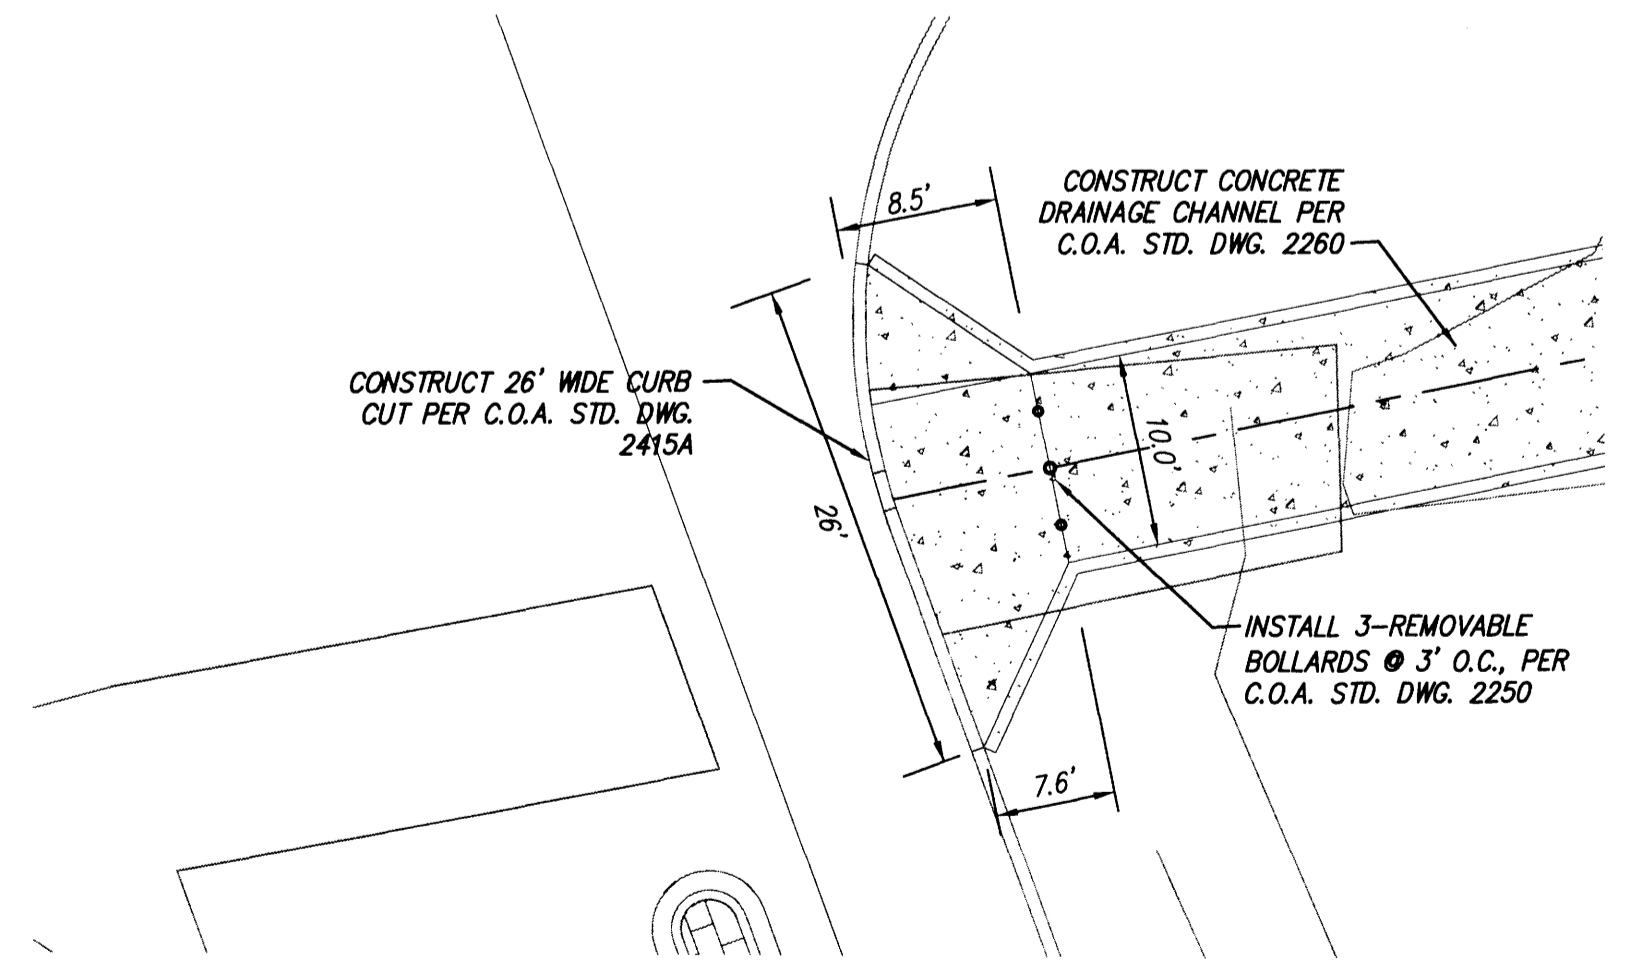 8.5'
CONSTRUCT CONCRETE
DRAINAGE CHANNEL PER
C.O.A. STD. DWG. 2260
CONSTRUCT 26' WIDE CURB
CUT PER C.O.A. STD. DWG.
2415A
10.0'
26'
INSTALL 3-REMOVABLE
BOLLARDS @ 3' O.C., PER
C.O.A. STD. DWG. 2250
7.6'